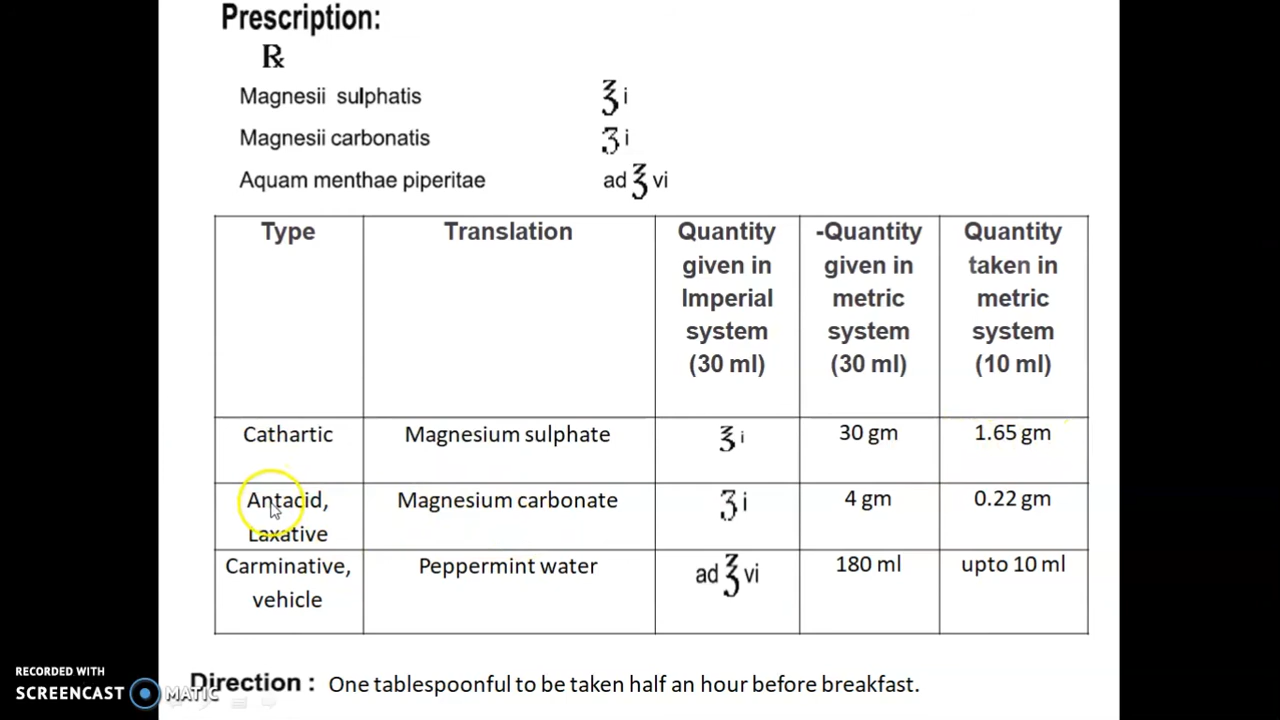 Prescription:
℞
Magnesii sulphatis ℥ i
Magnesii carbonatis ʒ i
Aquam menthae piperitae ad ℥ vi
Type Translation Quantity given in Imperial system (30 ml) -Quantity given in metric system (30 ml) Quantity taken in metric system (10 ml)
Cathartic Magnesium sulphate ℥ i 30 gm 1.65 gm
Antacid, Laxative Magnesium carbonate ʒ i 4 gm 0.22 gm
Carminative, vehicle Peppermint water ad ℥ vi 180 ml upto 10 ml
Direction : One tablespoonful to be taken half an hour before breakfast.
RECORDED WITH
SCREENCAST MATIC